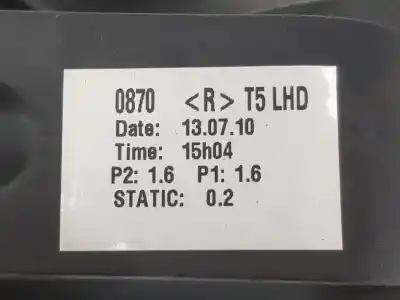 0870 <R> T5 LHD
Date: 13.07.10
Time: 15h04
P2: 1.6 P1: 1.6
STATIC: 0.2